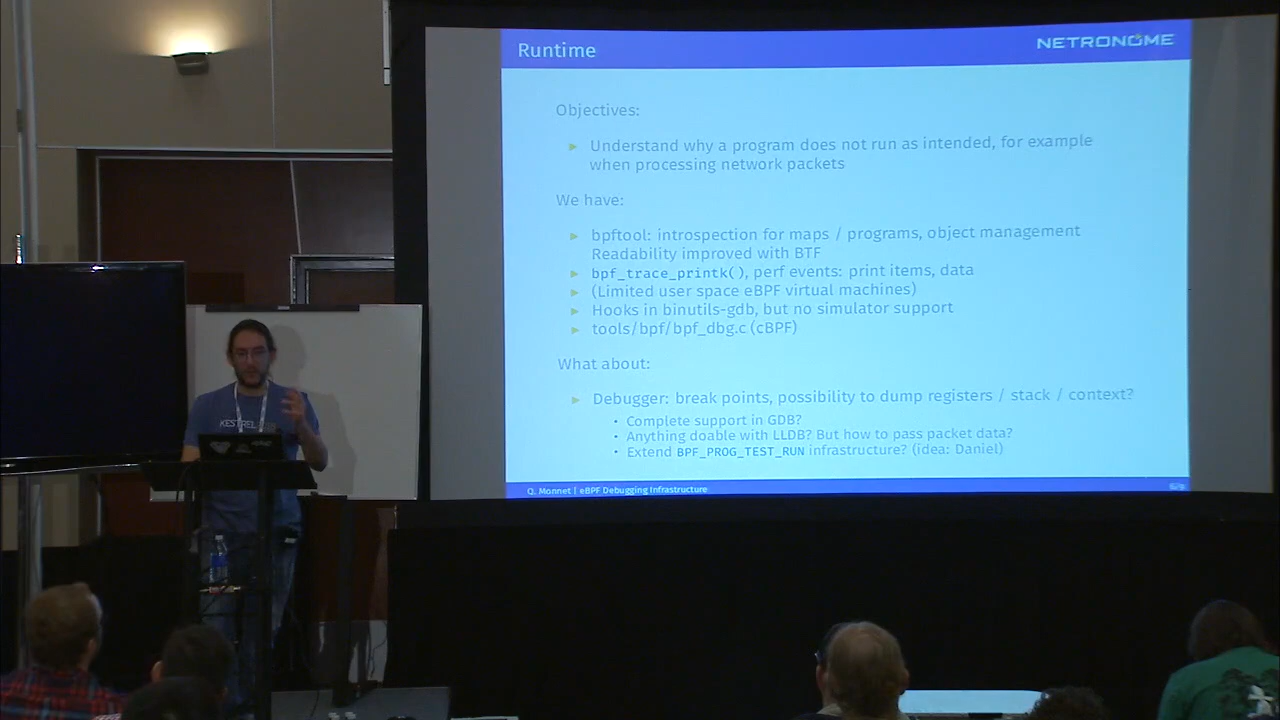 Runtime
NETRONOME
Objectives:
Understand why a program does not run as intended, for example
when processing network packets
We have:
bpftool: introspection for maps / programs, object management
Readability improved with BTF
bpf_trace_printk(), perf events: print items, data
(Limited user space eBPF virtual machines)
Hooks in binutils-gdb, but no simulator support
tools/bpf/bpf_dbg.c (cBPF)
What about:
Debugger: break points, possibility to dump registers / stack / context?
Complete support in GDB?
Anything doable with LLDB? But how to pass packet data?
Extend BPF_PROG_TEST_RUN infrastructure? (idea: Daniel)
Q. Monnet | eBPF Debugging Infrastructure
KESTREL